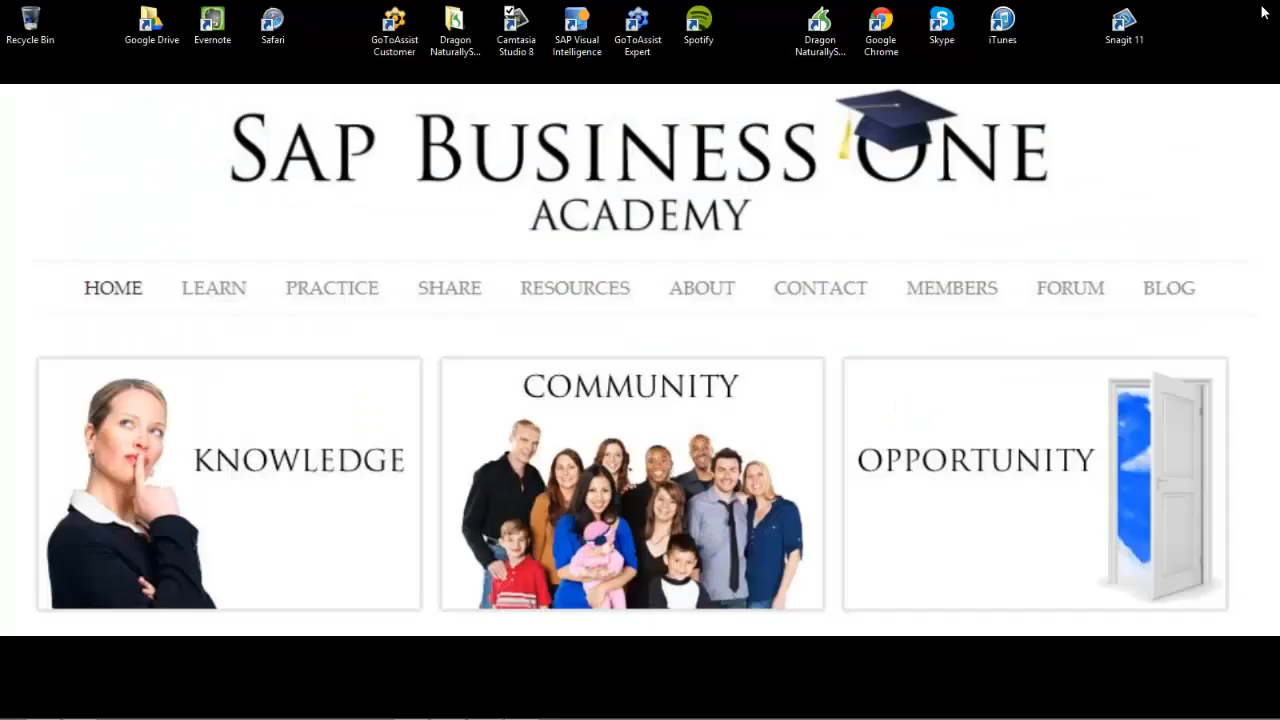 Recycle Bin
Google Drive
Evernote
Safari
GoToAssist
Customer
Dragon
NaturallyS...
Camtasia
Studio 8
SAP Visual
Intelligence
GoToAssist
Expert
Spotify
Dragon
NaturallyS...
Google
Chrome
Skype
iTunes
Snagit 11
SAP BUSINESS ONE
ACADEMY
HOME LEARN PRACTICE SHARE RESOURCES ABOUT CONTACT MEMBERS FORUM BLOG
KNOWLEDGE
COMMUNITY
OPPORTUNITY